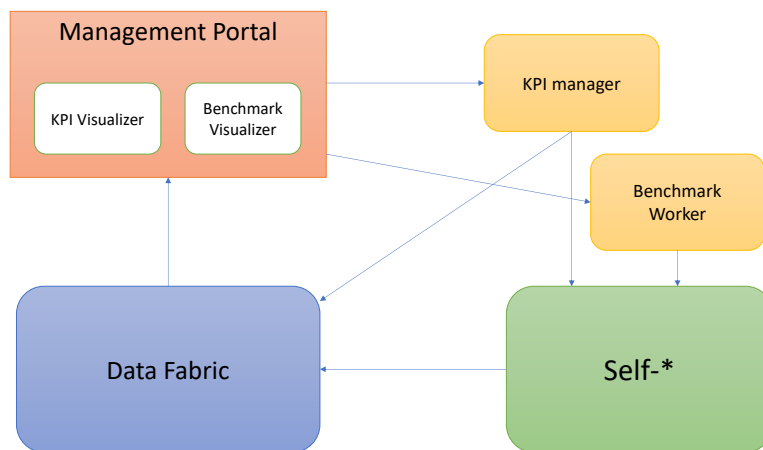 Management Portal
KPI Visualizer
Benchmark
Visualizer
KPI manager
Benchmark
Worker
Data Fabric
Self-*